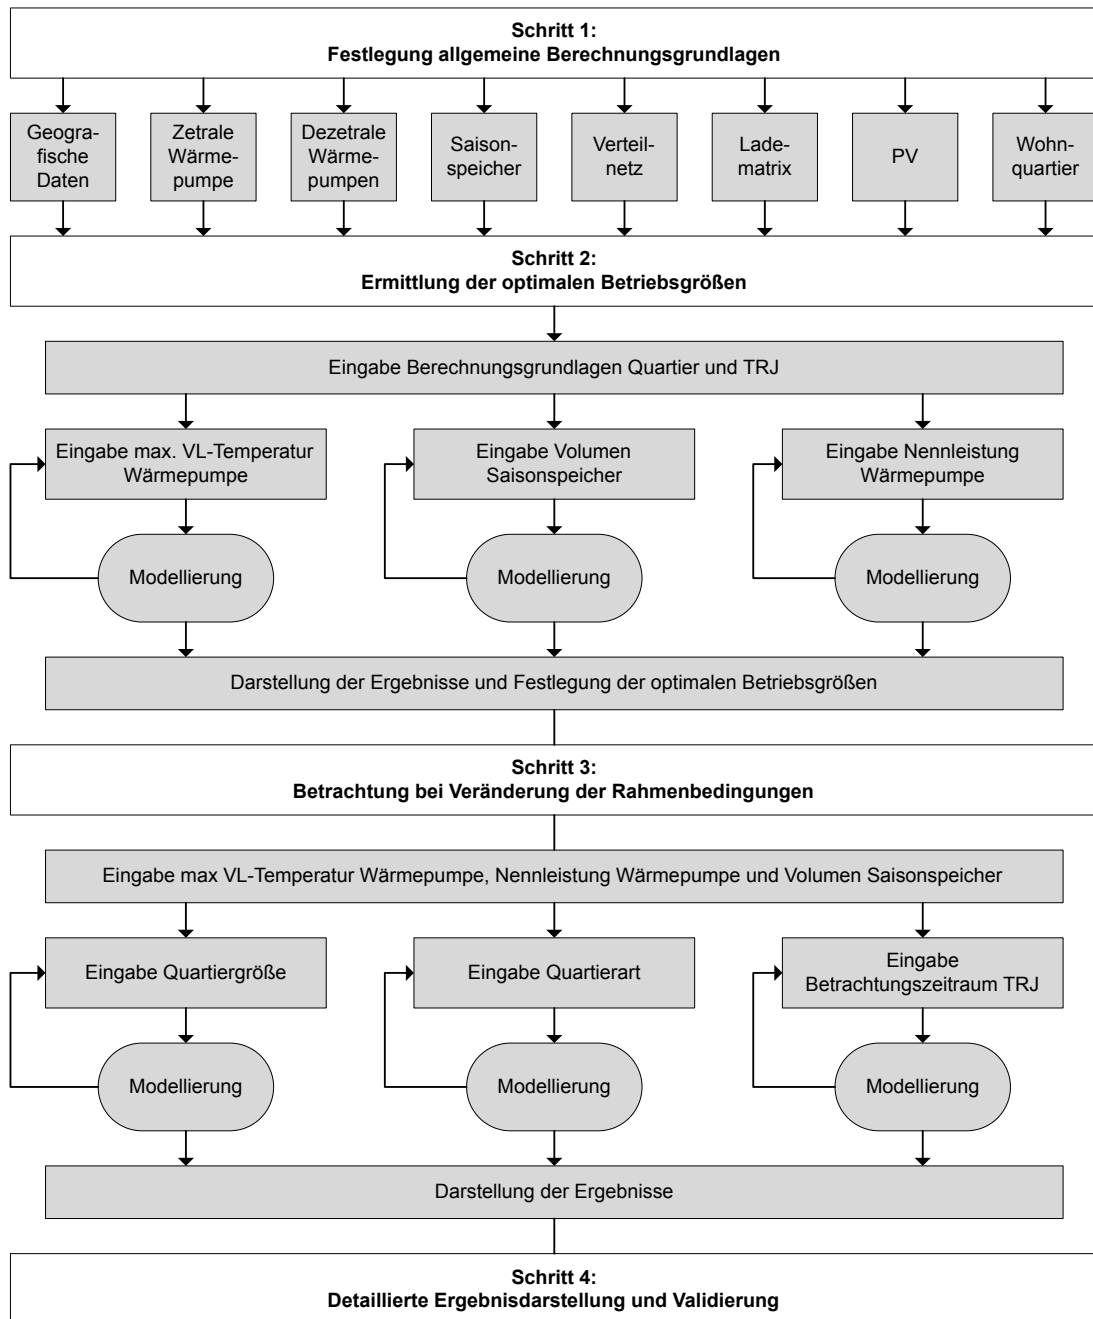 Schritt 1:
Festlegung allgemeine Berechnungsgrundlagen
Geogra-
fische
Daten
Zetrale
Wärme-
pumpe
Dezetrale
Wärme-
pumpen
Saison-
speicher
Verteil-
netz
Lade-
matrix
PV
Wohn-
quartier
Schritt 2:
Ermittlung der optimalen Betriebsgrößen
Eingabe Berechnungsgrundlagen Quartier und TRJ
Eingabe max. VL-Temperatur
Wärmepumpe
Eingabe Volumen
Saisonspeicher
Eingabe Nennleistung
Wärmepumpe
Modellierung
Modellierung
Modellierung
Darstellung der Ergebnisse und Festlegung der optimalen Betriebsgrößen
Schritt 3:
Betrachtung bei Veränderung der Rahmenbedingungen
Eingabe max VL-Temperatur Wärmepumpe, Nennleistung Wärmepumpe und Volumen Saisonspeicher
Eingabe Quartiergröße
Eingabe Quartierart
Eingabe
Betrachtungszeitraum TRJ
Modellierung
Modellierung
Modellierung
Darstellung der Ergebnisse
Schritt 4:
Detaillierte Ergebnisdarstellung und Validierung